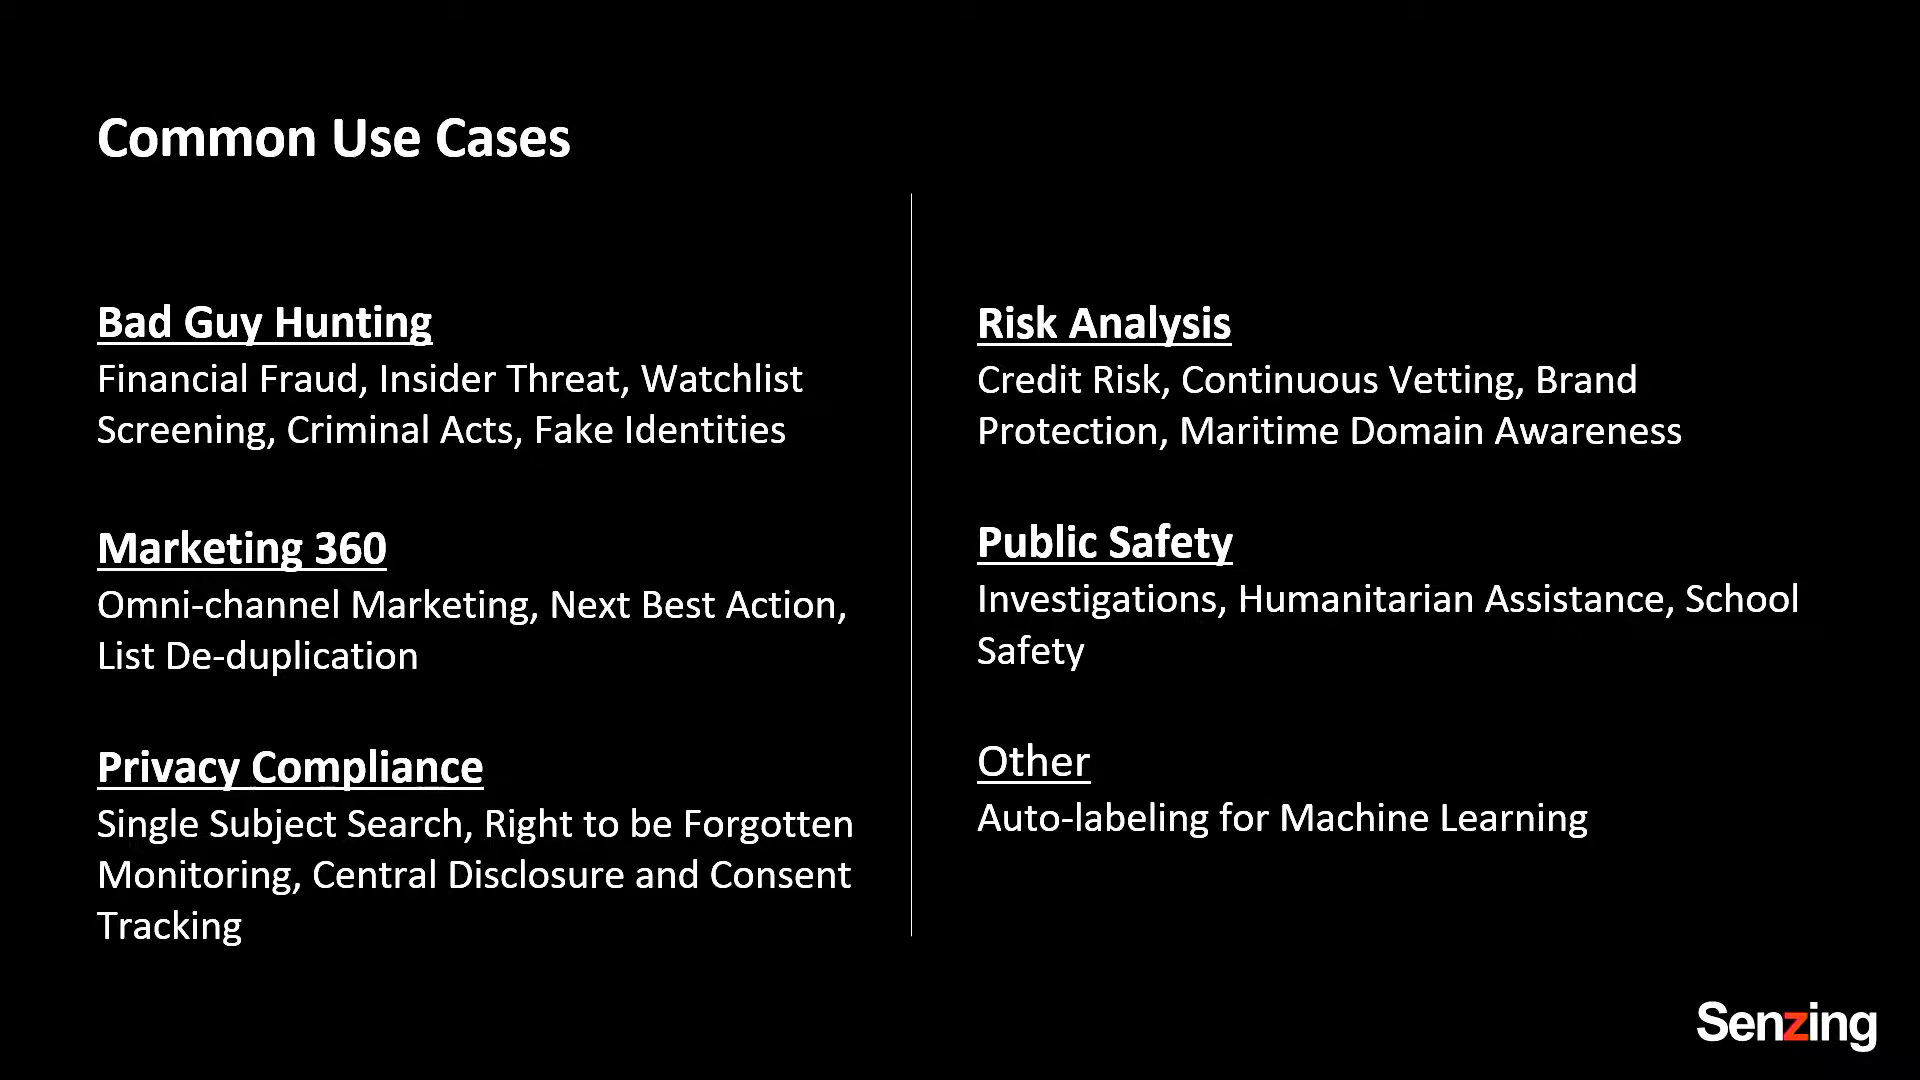 Common Use Cases
Bad Guy Hunting
Financial Fraud, Insider Threat, Watchlist
Screening, Criminal Acts, Fake Identities
Marketing 360
Omni-channel Marketing, Next Best Action,
List De-duplication
Privacy Compliance
Single Subject Search, Right to be Forgotten
Monitoring, Central Disclosure and Consent
Tracking
Risk Analysis
Credit Risk, Continuous Vetting, Brand
Protection, Maritime Domain Awareness
Public Safety
Investigations, Humanitarian Assistance, School
Safety
Other
Auto-labeling for Machine Learning
Senzing